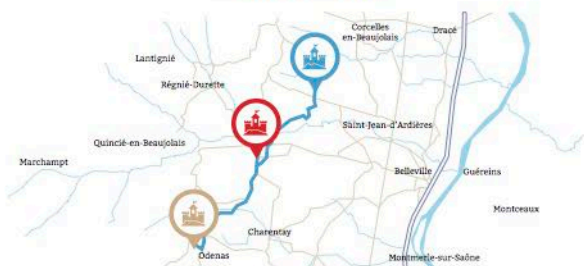 Corcelles
en-Beaujolais
Dracé
Lantignié
Régnié-Durette
Saint-Jean-d'Ardières
Quincié-en-Beaujolais
Marchampt
Belleville
Guéreins
Montceaux
Charentay
Odenas
Montmerle-sur-Saône